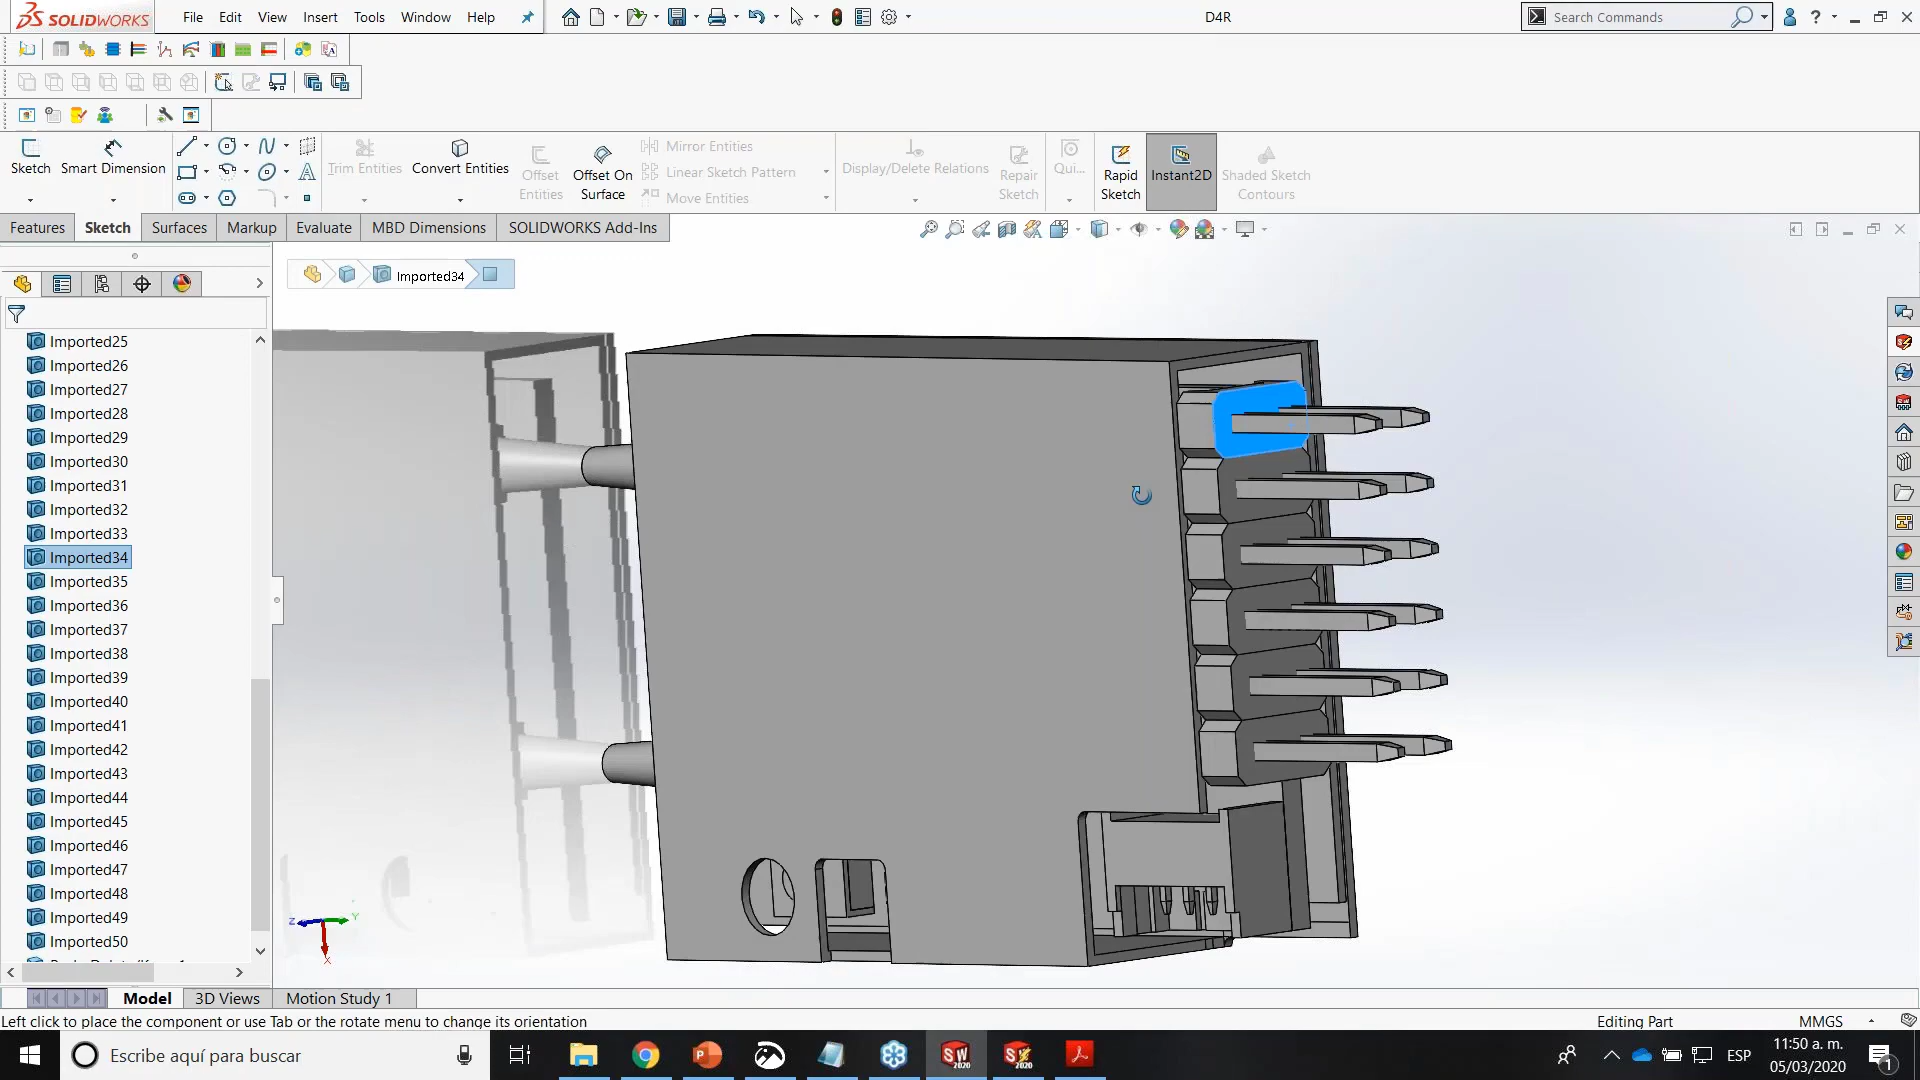 SOLIDWORKS
File Edit View Insert Tools Window Help
D4R
Search Commands
Sketch
Smart Dimension
Trim Entities
Convert Entities
Offset Entities
Offset On Surface
Mirror Entities
Linear Sketch Pattern
Move Entities
Display/Delete Relations
Repair Sketch
Qui...
Rapid Sketch
Instant2D
Shaded Sketch Contours
Features
Sketch
Surfaces
Markup
Evaluate
MBD Dimensions
SOLIDWORKS Add-Ins
Imported34
Imported25
Imported26
Imported27
Imported28
Imported29
Imported30
Imported31
Imported32
Imported33
Imported34
Imported35
Imported36
Imported37
Imported38
Imported39
Imported40
Imported41
Imported42
Imported43
Imported44
Imported45
Imported46
Imported47
Imported48
Imported49
Imported50
Z
Y
X
Model
3D Views
Motion Study 1
Left click to place the component or use Tab or the rotate menu to change its orientation
Editing Part
MMGS
Escribe aquí para buscar
SW 2020
SW 2020
ESP
11:50 a. m.
05/03/2020
1